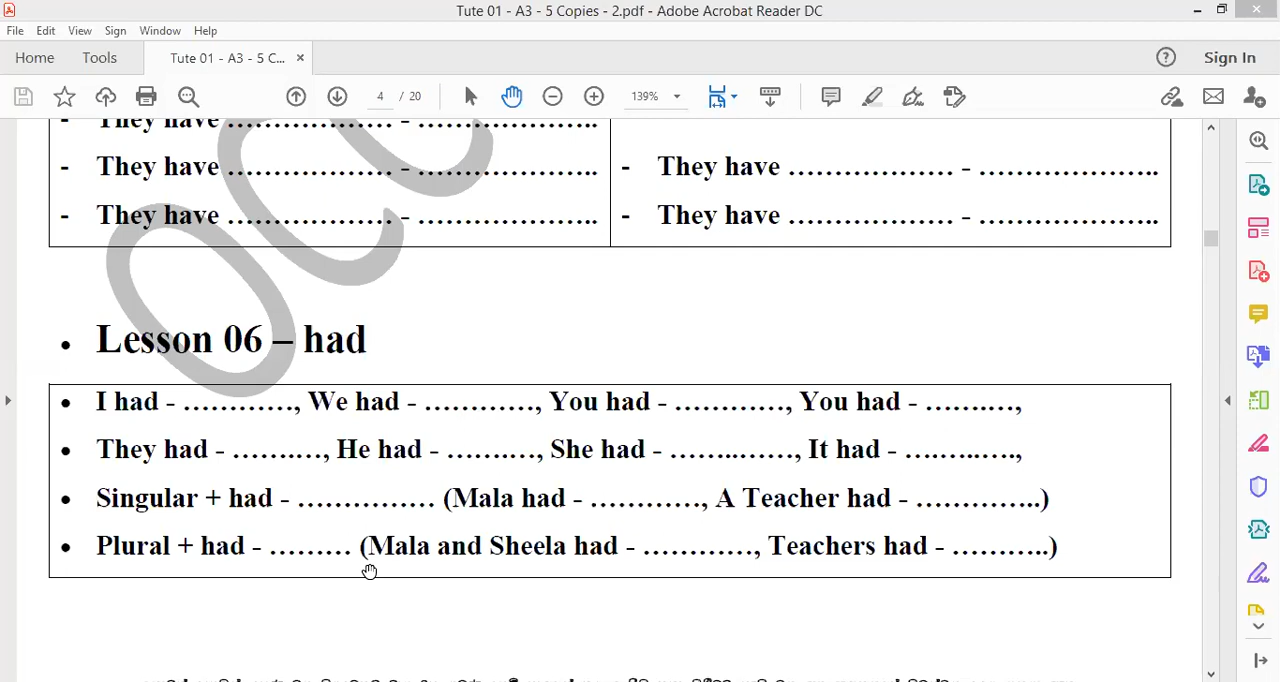 Tute 01 - A3 - 5 Copies - 2.pdf - Adobe Acrobat Reader DC
File Edit View Sign Window Help
Home Tools Tute 01 - A3 - 5 C... × ? Sign In
4 / 20 139%
- They have ……………… - ………………..
- They have ……………… - ……………….. - They have ……………… - ………………..
- They have ……………… - ……………….. - They have ……………… - ………………..
• Lesson 06 – had
• I had - …………, We had - …………, You had - …………, You had - …….…,
• They had - …….…, He had - …….…, She had - ……..……, It had - ….…..….,
• Singular + had - …………… (Mala had - …………, A Teacher had - …………..)
• Plural + had - ……… (Mala and Sheela had - …………, Teachers had - ………..)